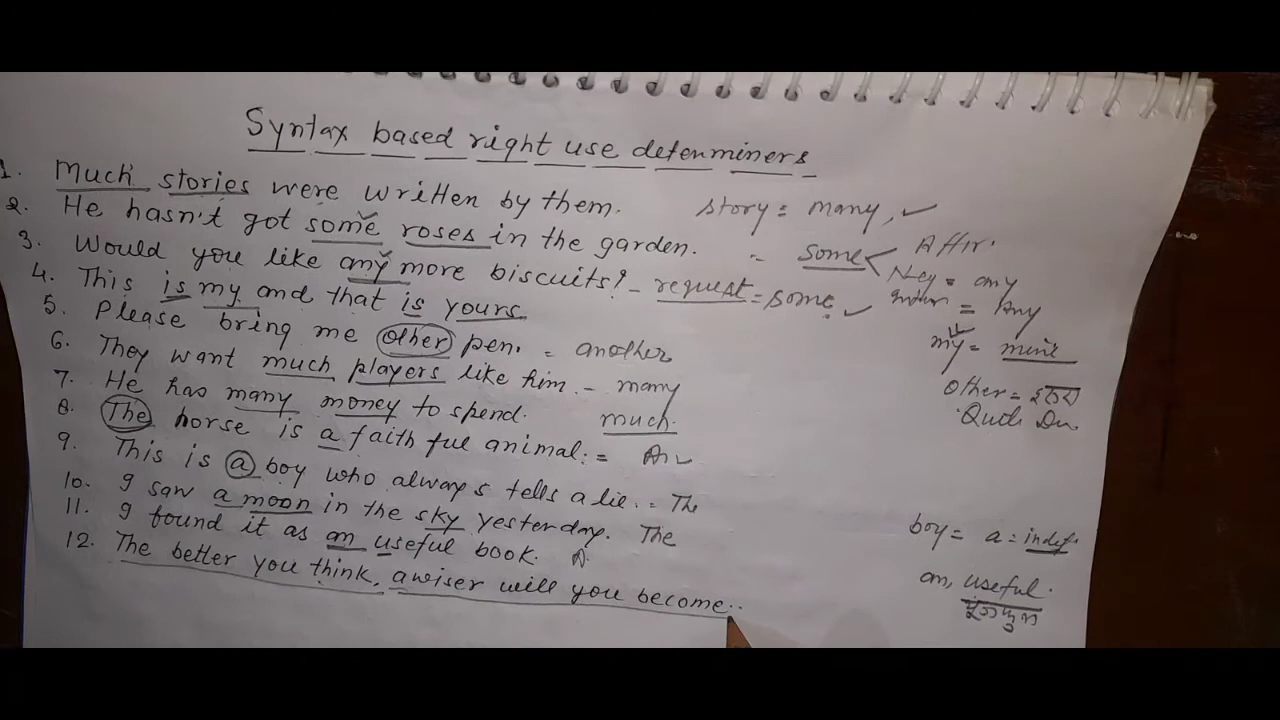 Syntax based right use determiners
1. Much stories were written by them. story = many,
2. He hasn't got some roses in the garden. - some Affir.
3. Would you like any more biscuits? - request = some. Neg = any
4. This is my and that is yours = Any
5. Please bring me other pen. = another my = mine
6. They want much players like him. - many other =
7. He has many money to spend. much.
8. The horse is a faithful animal. = An
9. This is a boy who always tells a lie. = The
10. I saw a moon in the sky yesterday. The boy = a = indef.
11. I found it as an useful book. A an, useful.
12. The better you think, a wiser will you become..